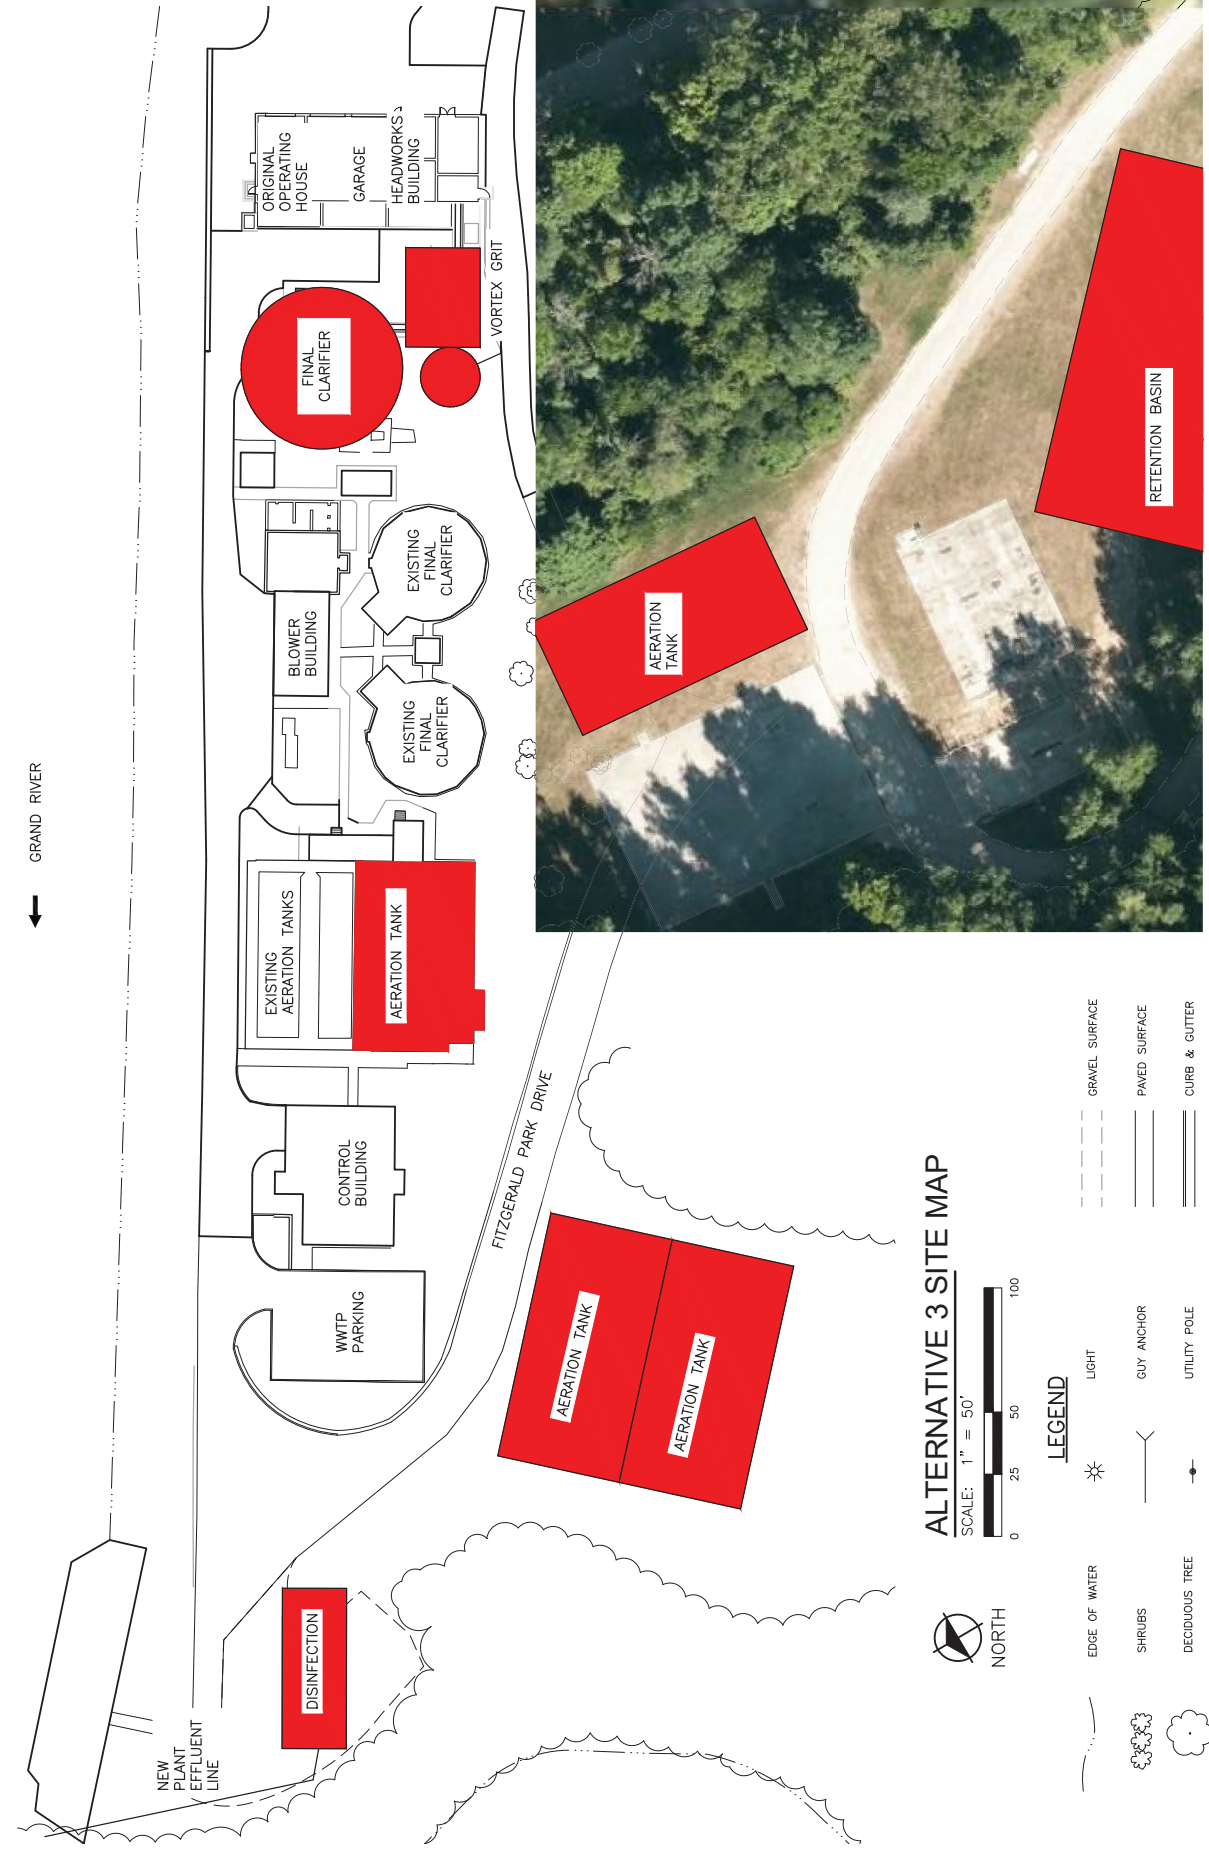 GRAND RIVER
ORIGINAL
OPERATING
HOUSE
GARAGE
HEADWORKS
BUILDING
VORTEX GRIT
FINAL
CLARIFIER
EXISTING
FINAL
CLARIFIER
BLOWER
BUILDING
EXISTING
FINAL
CLARIFIER
EXISTING
AERATION TANKS
AERATION TANK
AERATION
TANK
RETENTION BASIN
CONTROL
BUILDING
WWTP
PARKING
FITZGERALD PARK DRIVE
AERATION TANK
AERATION TANK
DISINFECTION
NEW
PLANT
EFFLUENT
LINE
ALTERNATIVE 3 SITE MAP
SCALE: 1" = 50'
0 25 50 100
NORTH
LEGEND
EDGE OF WATER
LIGHT
GRAVEL SURFACE
SHRUBS
GUY ANCHOR
PAVED SURFACE
DECIDUOUS TREE
UTILITY POLE
CURB & GUTTER